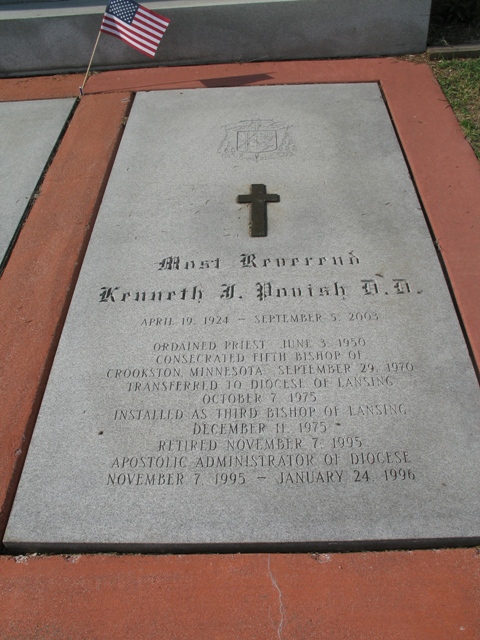 Most Reverend
Kenneth J. Povish D.D.
APRIL 19, 1924 – SEPTEMBER 5, 2003
ORDAINED PRIEST JUNE 3, 1950
CONSECRATED FIFTH BISHOP OF
CROOKSTON, MINNESOTA, SEPTEMBER 29, 1970
TRANSFERRED TO DIOCESE OF LANSING
OCTOBER 7, 1975
INSTALLED AS THIRD BISHOP OF LANSING
DECEMBER 11, 1975
RETIRED NOVEMBER 7, 1995
APOSTOLIC ADMINISTRATOR OF DIOCESE
NOVEMBER 7, 1995 – JANUARY 24, 1996